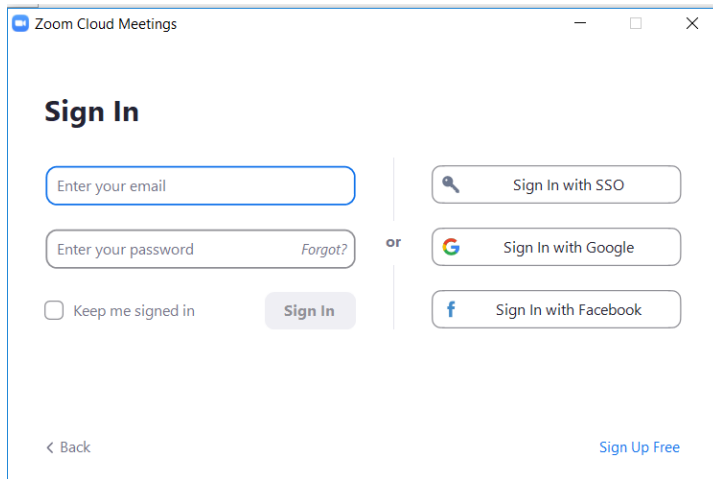 Zoom Cloud Meetings
Sign In
Enter your email
Enter your password Forgot?
Keep me signed in Sign In
or
Sign In with SSO
Sign In with Google
Sign In with Facebook
Back
Sign Up Free